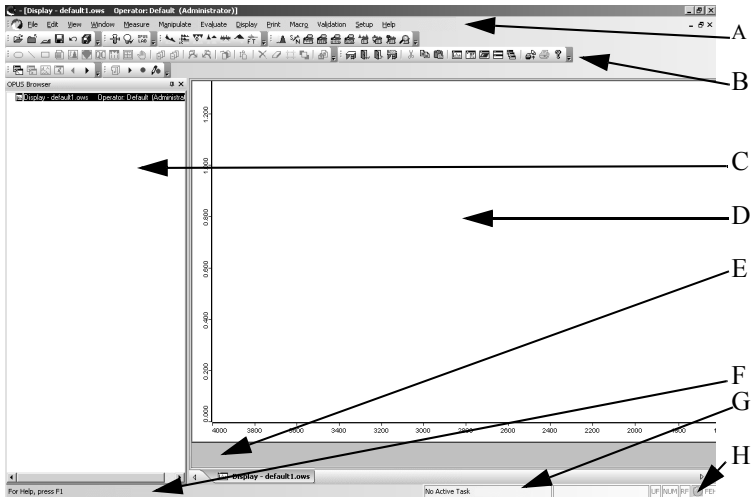 - [Display - default1.ows Operator: Default (Administrator)]
File Edit View Window Measure Manipulate Evaluate Display Print Macro Validation Setup Help
A
B
OPUS Browser
Display - default1.ows Operator: Default (Administra
C
D
E
F
G
H
1.200
1.000
0.800
0.600
0.400
0.200
0.000
4000 3800 3600 3400 3200 3000 2800 2600 2400 2200 2000 1800
Display - default1.ows
For Help, press F1
No Active Task
NUM